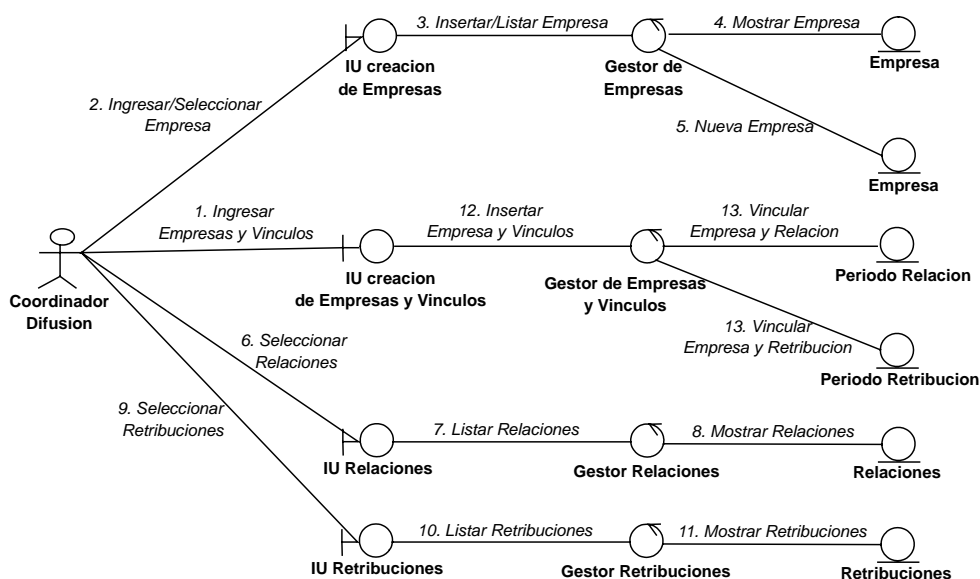 3. Insertar/Listar Empresa
4. Mostrar Empresa
IU creacion
de Empresas
Gestor de
Empresas
Empresa
2. Ingresar/Seleccionar
Empresa
5. Nueva Empresa
Empresa
1. Ingresar
Empresas y Vinculos
12. Insertar
Empresa y Vinculos
13. Vincular
Empresa y Relacion
IU creacion
de Empresas y Vinculos
Gestor de Empresas
y Vinculos
Periodo Relacion
Coordinador
Difusion
13. Vincular
Empresa y Retribucion
6. Seleccionar
Relaciones
Periodo Retribucion
9. Seleccionar
Retribuciones
7. Listar Relaciones
8. Mostrar Relaciones
IU Relaciones
Gestor Relaciones
Relaciones
10. Listar Retribuciones
11. Mostrar Retribuciones
IU Retribuciones
Gestor Retribuciones
Retribuciones